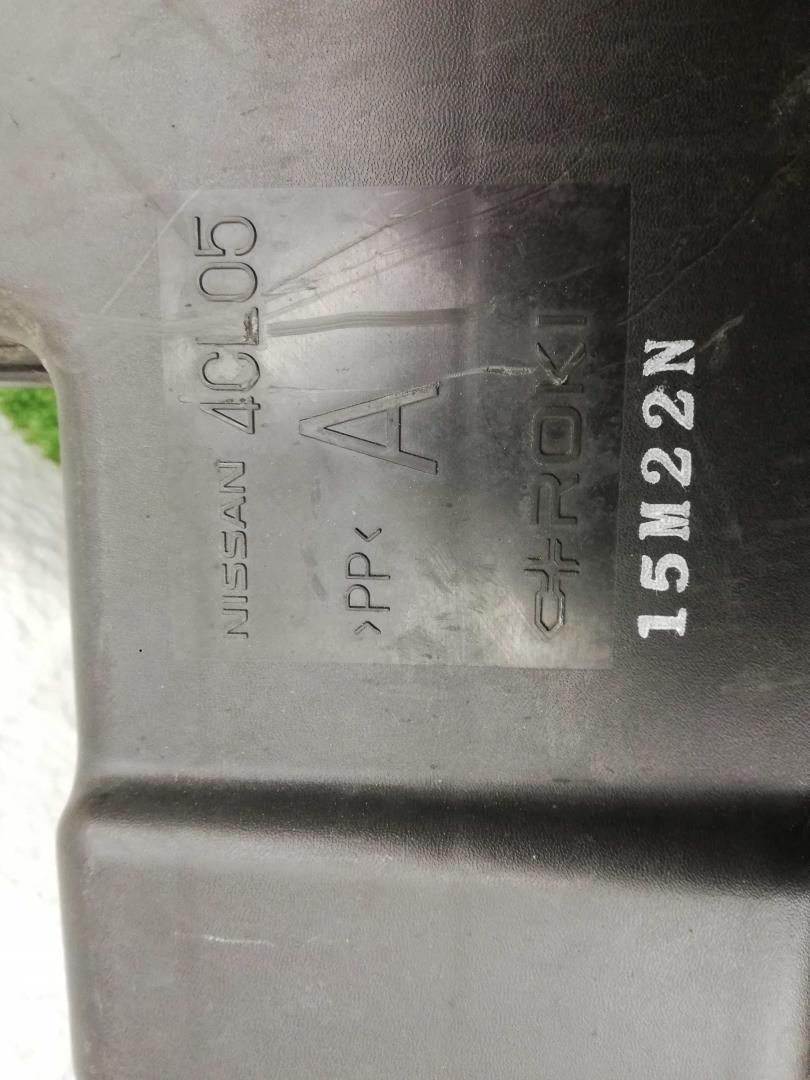 NISSAN 4CL05
A
>PP<
ROKI
15M22N